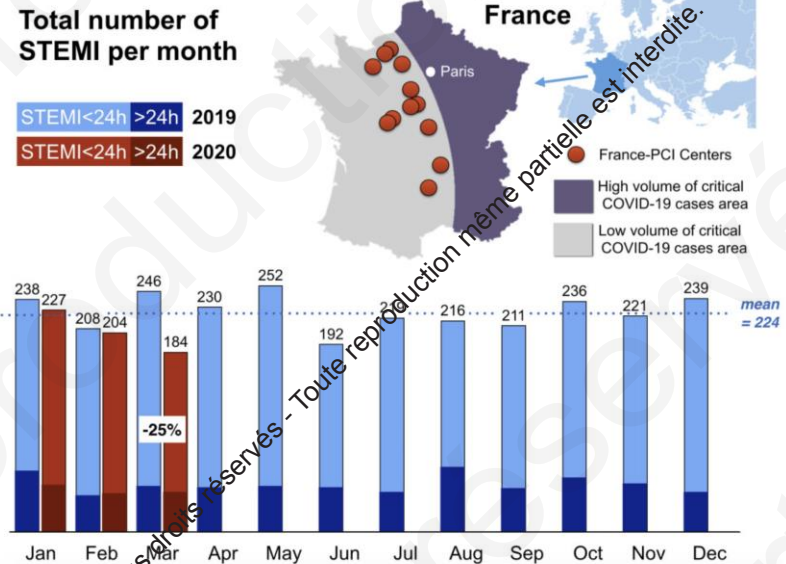 Total number of
STEMI per month
France
Paris
STEMI<24h >24h 2019
STEMI<24h >24h 2020
France-PCI Centers
High volume of critical
COVID-19 cases area
Low volume of critical
COVID-19 cases area
238 227 208 204 246 184 230 252 192 216 211 236 221 239
mean
= 224
-25%
Jan Feb Mar Apr May Jun Jul Aug Sep Oct Nov Dec
droits réservés - Toute reproduction même partielle est interdite.